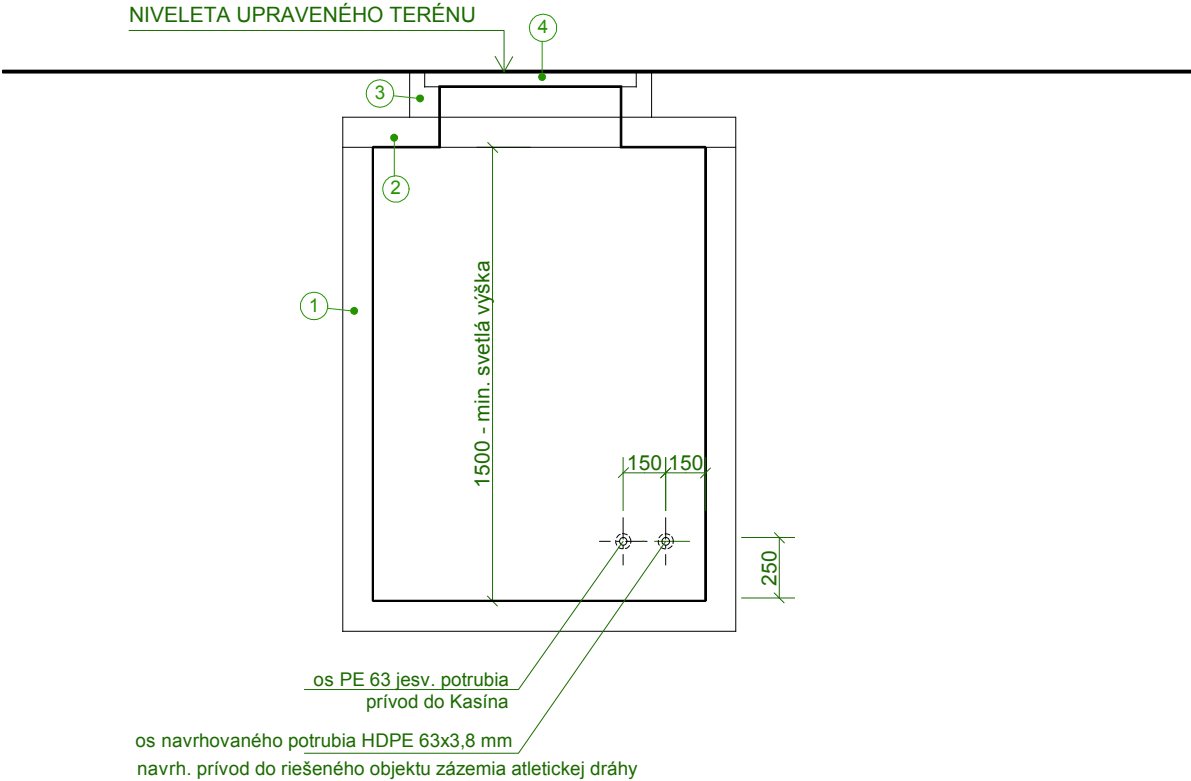 NIVELETA UPRAVENÉHO TERÉNU
4
3
2
1
1500 - min. svetlá výška
150 150
250
os PE 63 jesv. potrubia
prívod do Kasína
os navrhovaného potrubia HDPE 63x3,8 mm
navrh. prívod do riešeného objektu zázemia atletickej dráhy